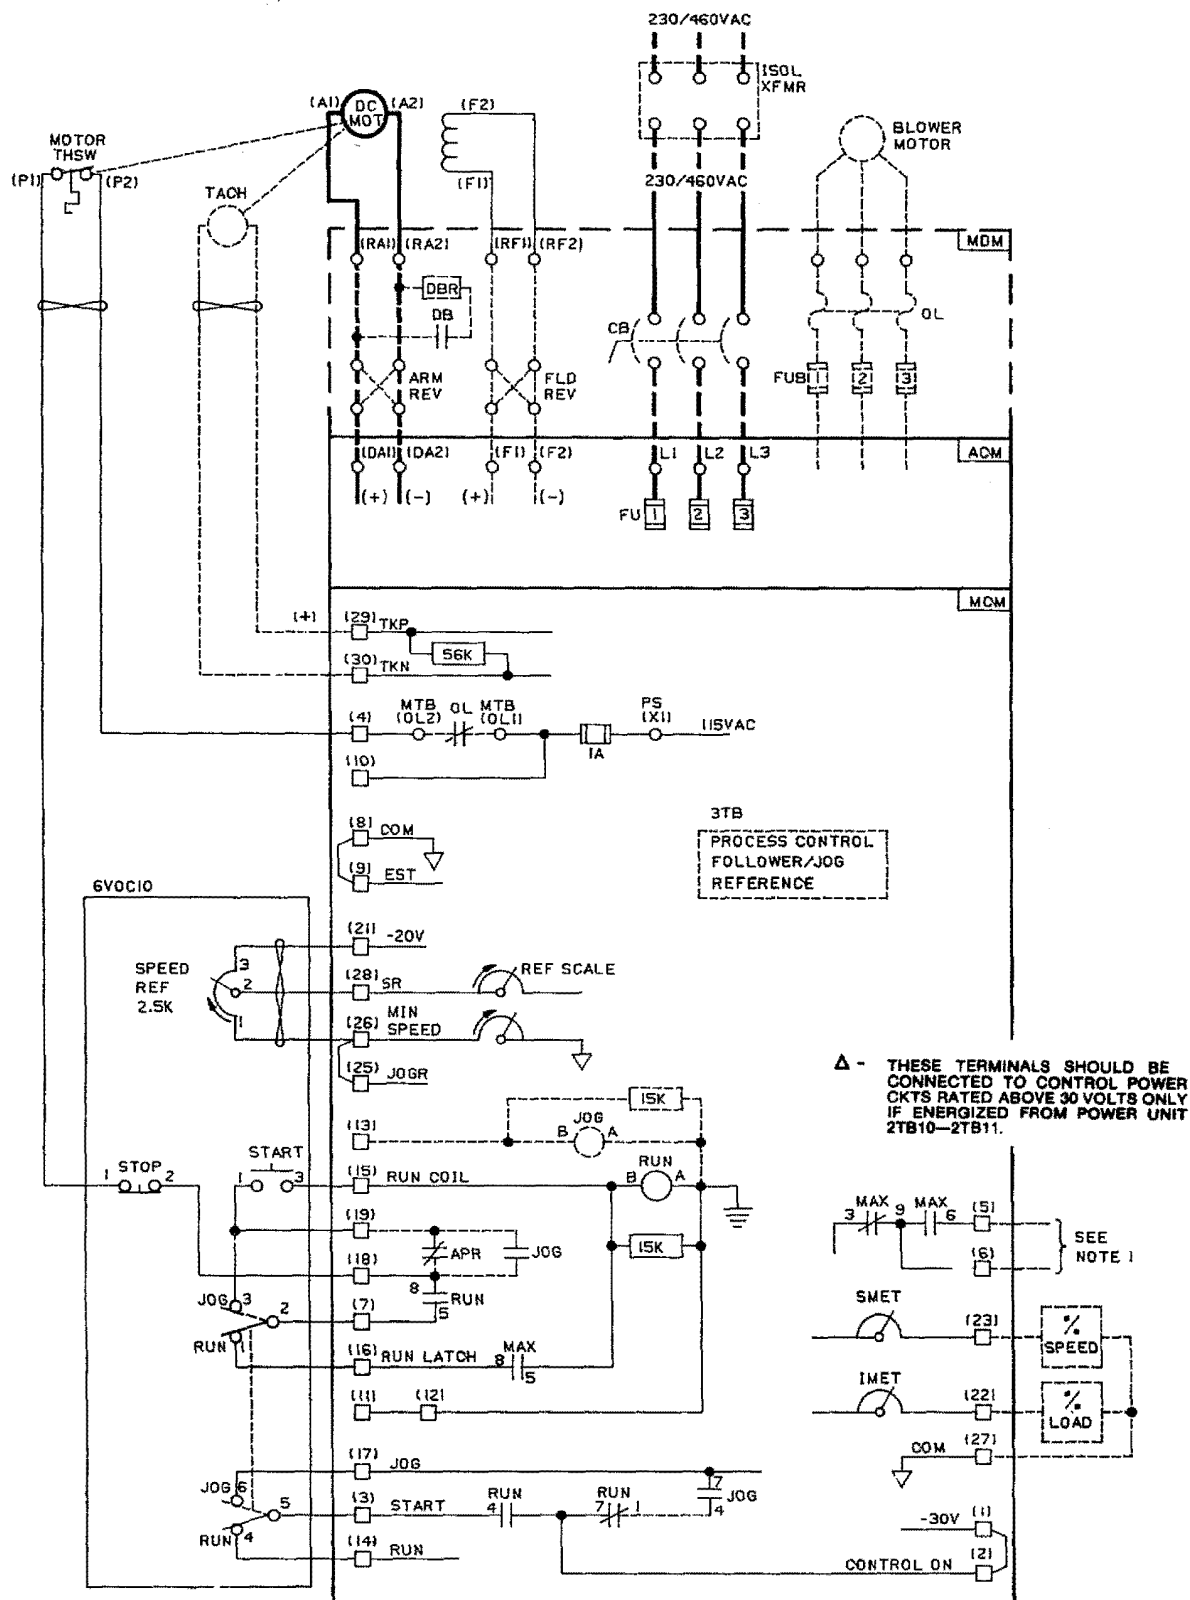 230/460VAC
ISOL
XFMR
(A1) DC MOT (A2)
(F2)
BLOWER
MOTOR
MOTOR
THSW
(P1) (P2)
(F1)
230/460VAC
TACH
(RA1) (RA2) (RF1) (RF2)
MDM
DBR
DB
OL
CB
ARM
REV
FLD
REV
FUB 1 2 3
(DA1) (DA2) (F1) (F2) L1 L2 L3
ACM
(+) (-) (+) (-)
FU 1 2 3
MCM
(+) (29) TKP
56K
(30) TKN
MTB OL MTB PS
(4) (OL2) (OL1) (X1) 115VAC
1A
(10)
3TB
PROCESS CONTROL
FOLLOWER/JOG
REFERENCE
(8) COM
(9) EST
6VOC10
(21) -20V
SPEED
REF
2.5K
3
2
1
(28) SR REF SCALE
(26) MIN
SPEED
(25) JOGR
Δ - THESE TERMINALS SHOULD BE
CONNECTED TO CONTROL POWER
CKTS RATED ABOVE 30 VOLTS ONLY
IF ENERGIZED FROM POWER UNIT
2TB10—2TB11.
15K
(13) B JOG A
1 STOP 2
START
1 3
(15) RUN COIL B RUN A
(19)
APR JOG
15K
(18)
8 RUN 5
JOG 3
2
RUN 1
(7)
(16) RUN LATCH 8 MAX 5
(11) (12)
3 MAX 9 MAX 6 (5)
(6)
SEE
NOTE 1
SMET (23) % SPEED
IMET (22) % LOAD
COM (27)
(17) JOG
7 JOG 4
JOG 6
5
RUN 4
(3) START 4 RUN 7 RUN 1
(14) RUN
-30V (1)
CONTROL ON (2)